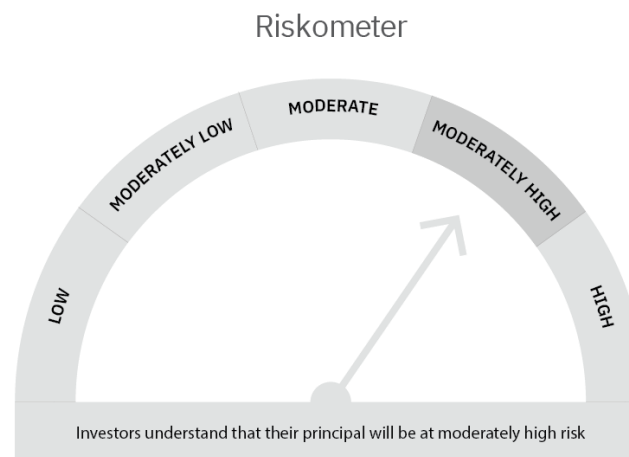 Riskometer
LOW
MODERATELY LOW
MODERATE
MODERATELY HIGH
HIGH
Investors understand that their principal will be at moderately high risk